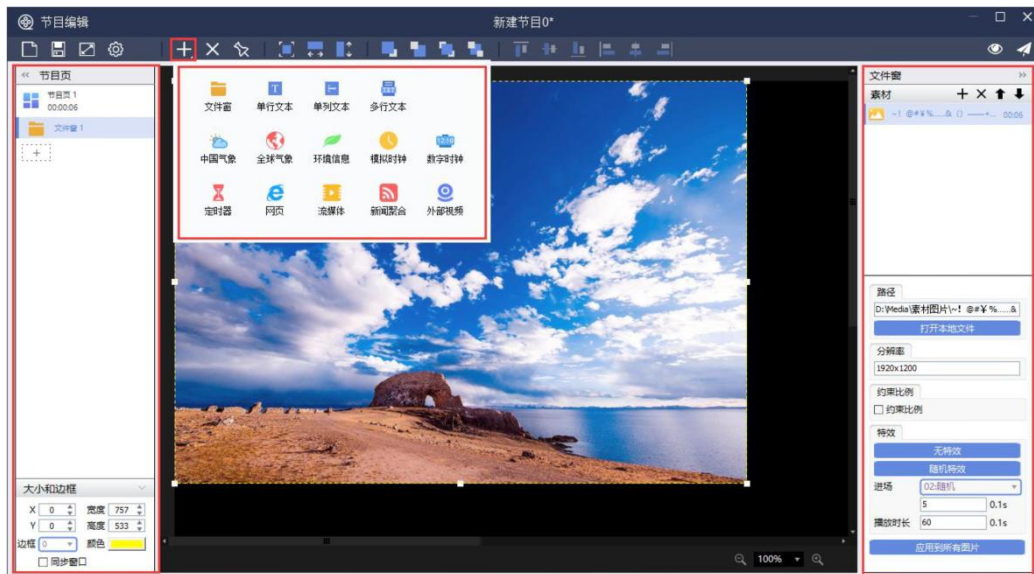 节目编辑
新建节目0*
节目页
节目页 1
00:00:06
文件窗 1
文件窗 单行文本 单列文本 多行文本
中国气象 全球气象 环境信息 模拟时钟 数字时钟
定时器 网页 流媒体 新闻聚合 外部视频
大小和边框
X 0 宽度 757
Y 0 高度 533
边框 0 颜色
同步窗口
100%
文件窗
素材
~! @#¥%……& () ——+... 00:06
路径
D:\Media\素材图片\~! @#¥%……&
打开本地文件
分辨率
1920x1200
约束比例
约束比例
特效
无特效
随机特效
进场 02:随机
5 0.1s
播放时长 60 0.1s
应用到所有图片